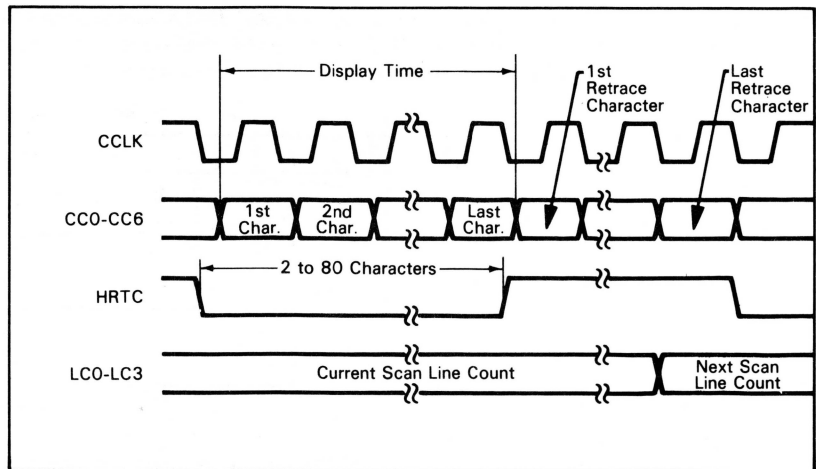 Display Time
1st
Retrace
Character
Last
Retrace
Character
CCLK
CC0-CC6
1st
Char.
2nd
Char.
Last
Char.
2 to 80 Characters
HRTC
LC0-LC3
Current Scan Line Count
Next Scan
Line Count